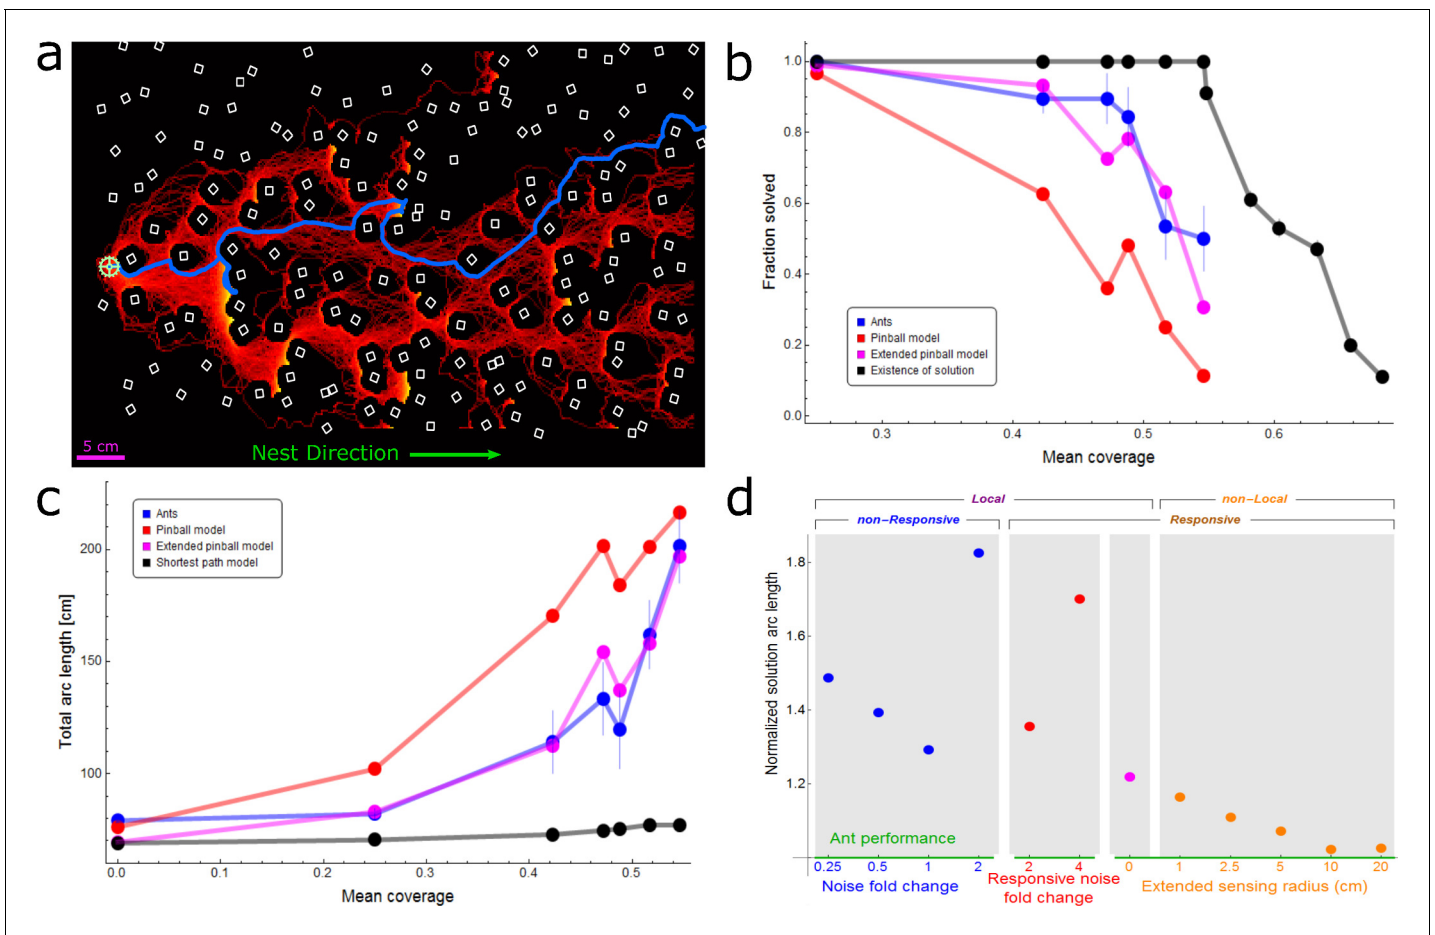 a
5 cm
Nest Direction
b
Fraction solved
1.0
0.8
0.6
0.4
0.2
0.0
Ants
Pinball model
Extended pinball model
Existence of solution
0.3
0.4
0.5
0.6
Mean coverage
c
Total arc length [cm]
200
150
100
Ants
Pinball model
Extended pinball model
Shortest path model
0.0
0.1
0.2
0.3
0.4
0.5
Mean coverage
d
Local
non-Local
non-Responsive
Responsive
Normalized solution arc length
1.8
1.6
1.4
1.2
Ant performance
0.25 0.5 1 2
2 4
0
1 2.5 5 10 20
Noise fold change
Responsive noise
fold change
Extended sensing radius (cm)